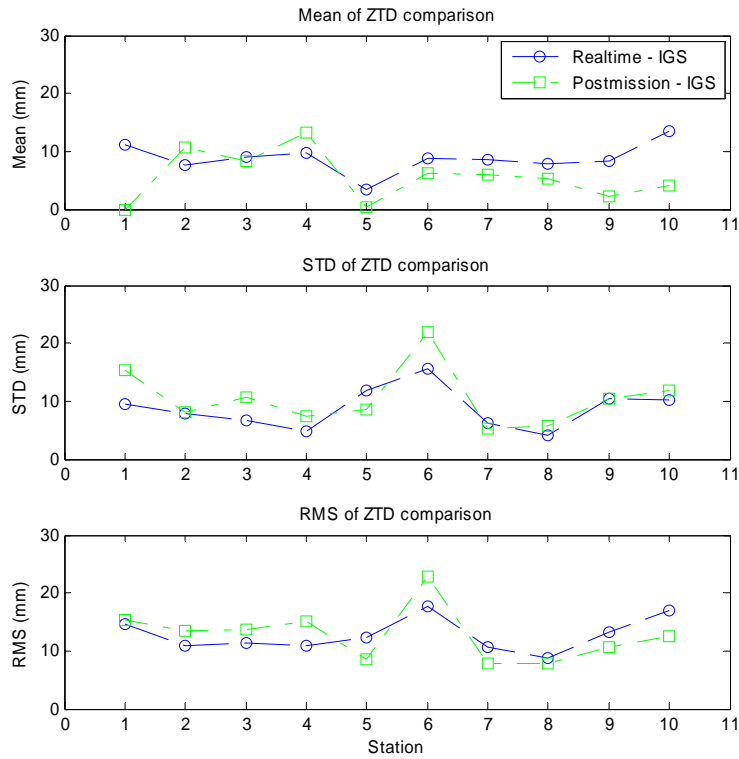 Mean of ZTD comparison
30
20
10
0
Mean (mm)
Realtime - IGS
Postmission - IGS
0 1 2 3 4 5 6 7 8 9 10 11
STD of ZTD comparison
30
20
10
0
STD (mm)
0 1 2 3 4 5 6 7 8 9 10 11
RMS of ZTD comparison
30
20
10
0
RMS (mm)
0 1 2 3 4 5 6 7 8 9 10 11
Station